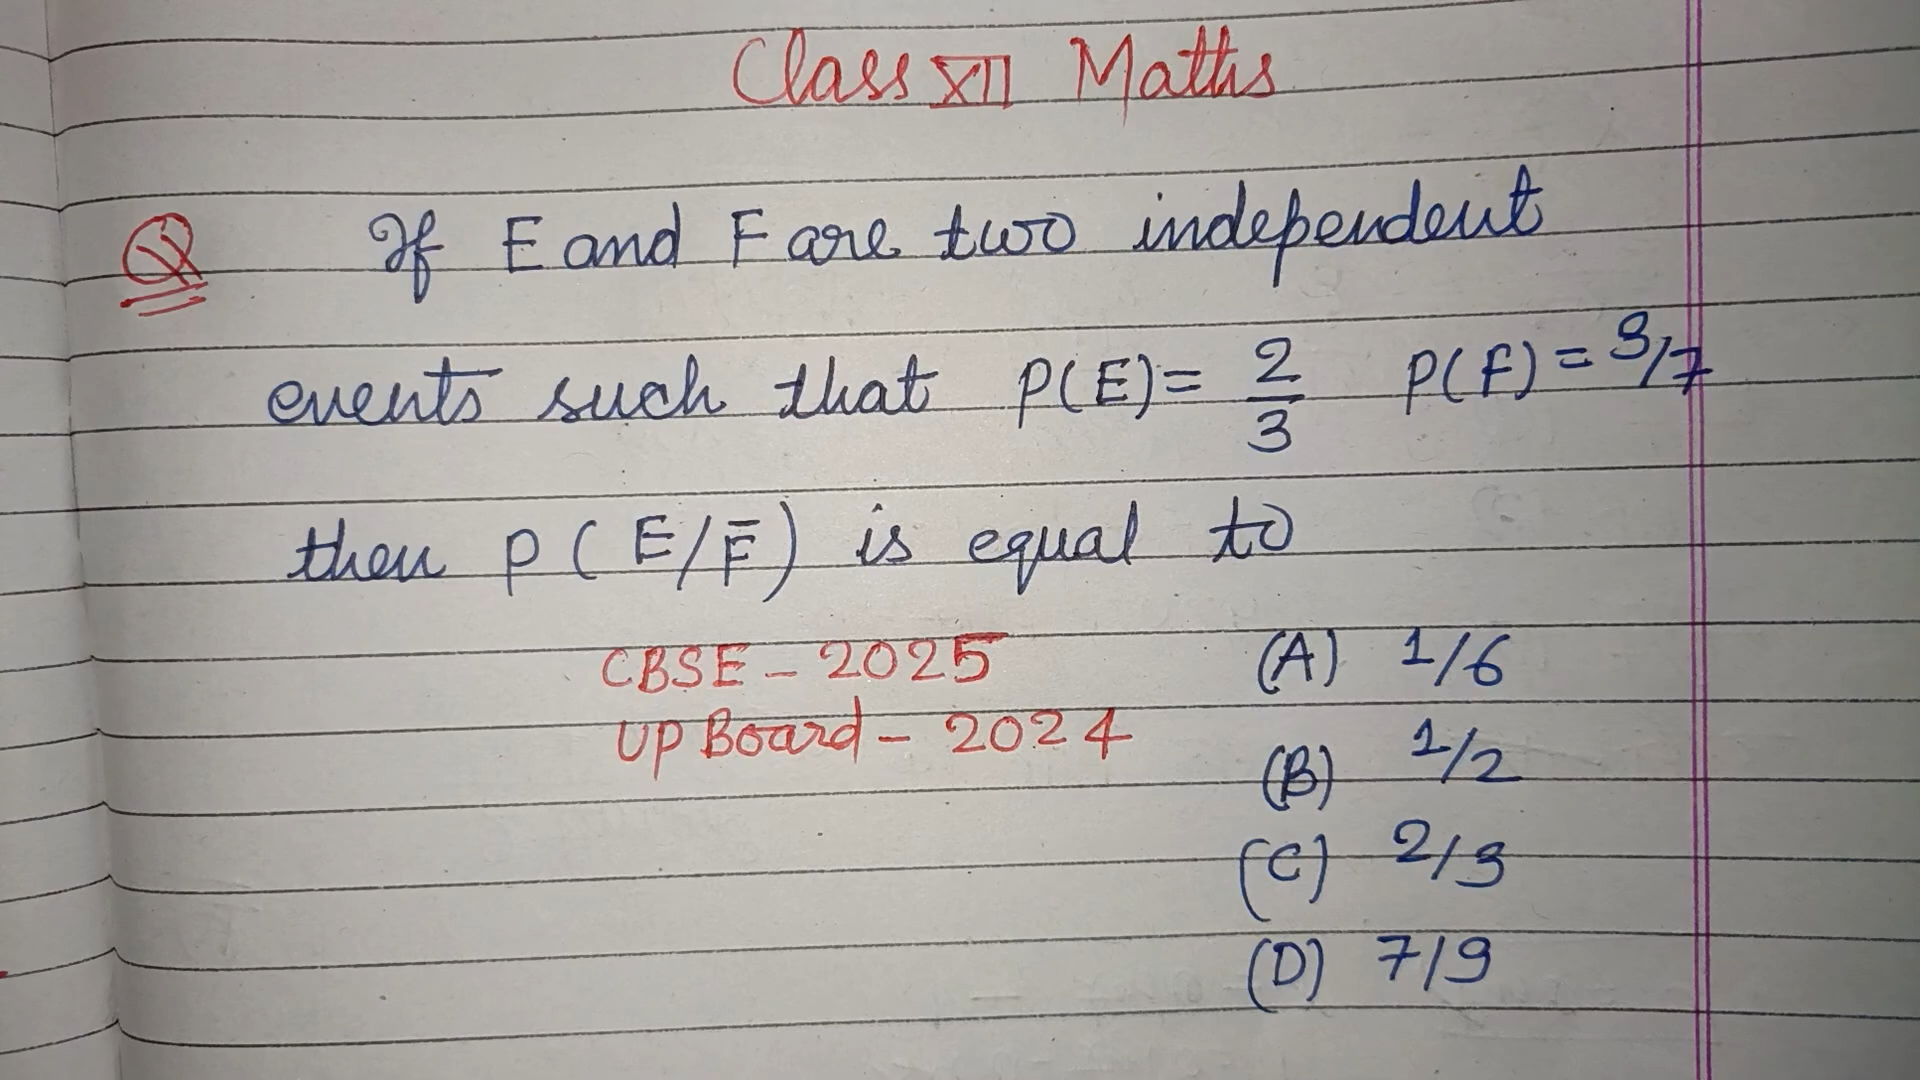 Class XII Maths
Q If E and F are two independent
events such that P(E) = 2/3 P(F) = 3/7
then P(E/F̅) is equal to
CBSE - 2025 (A) 1/6
UP Board - 2024
(B) 1/2
(C) 2/3
(D) 7/9